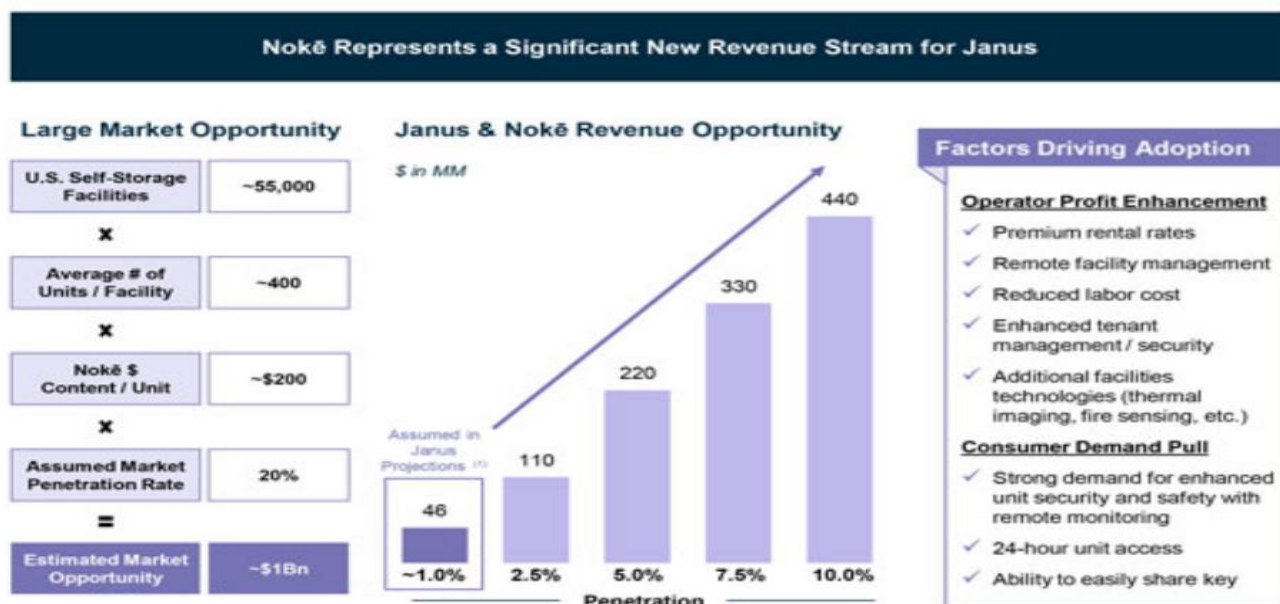 Nokē Represents a Significant New Revenue Stream for Janus
Large Market Opportunity
U.S. Self-Storage
Facilities
~55,000
x
Average # of
Units / Facility
~400
x
Nokē $
Content / Unit
~$200
x
Assumed Market
Penetration Rate
20%
=
Estimated Market
Opportunity
~$1Bn
Janus & Nokē Revenue Opportunity
$ in MM
Assumed in
Janus
Projections (1)
46
110
220
330
440
~1.0%
2.5%
5.0%
7.5%
10.0%
Penetration
Factors Driving Adoption
Operator Profit Enhancement
✓ Premium rental rates
✓ Remote facility management
✓ Reduced labor cost
✓ Enhanced tenant
management / security
✓ Additional facilities
technologies (thermal
imaging, fire sensing, etc.)
Consumer Demand Pull
✓ Strong demand for enhanced
unit security and safety with
remote monitoring
✓ 24-hour unit access
✓ Ability to easily share key